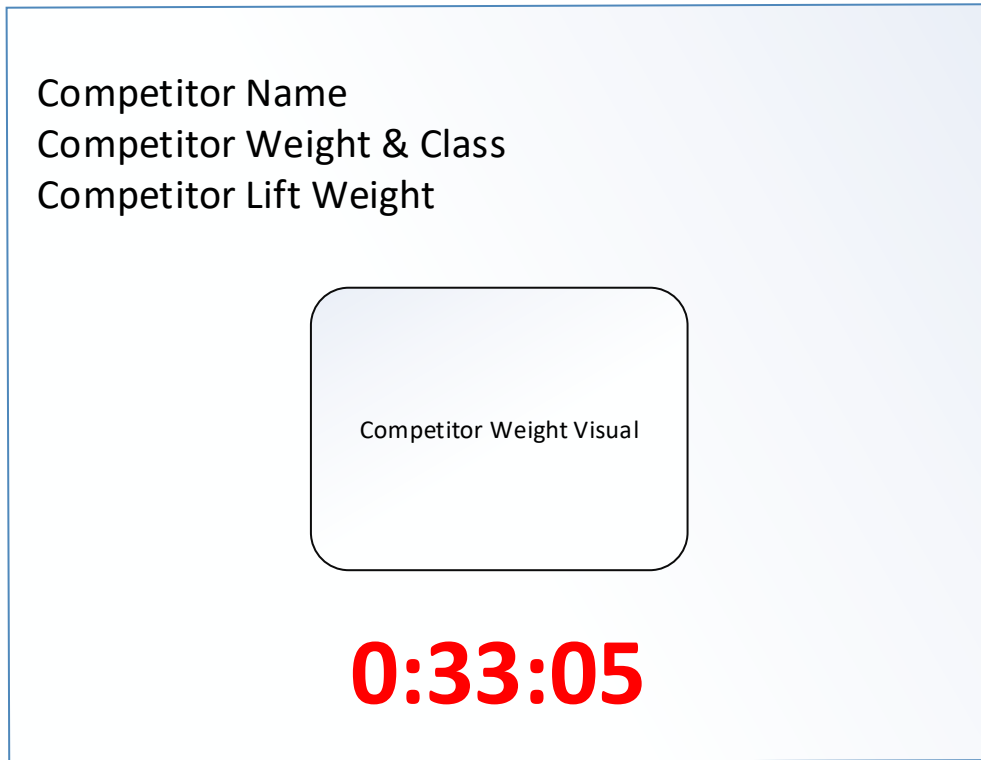 Competitor Name
Competitor Weight & Class
Competitor Lift Weight
Competitor Weight Visual
0:33:05